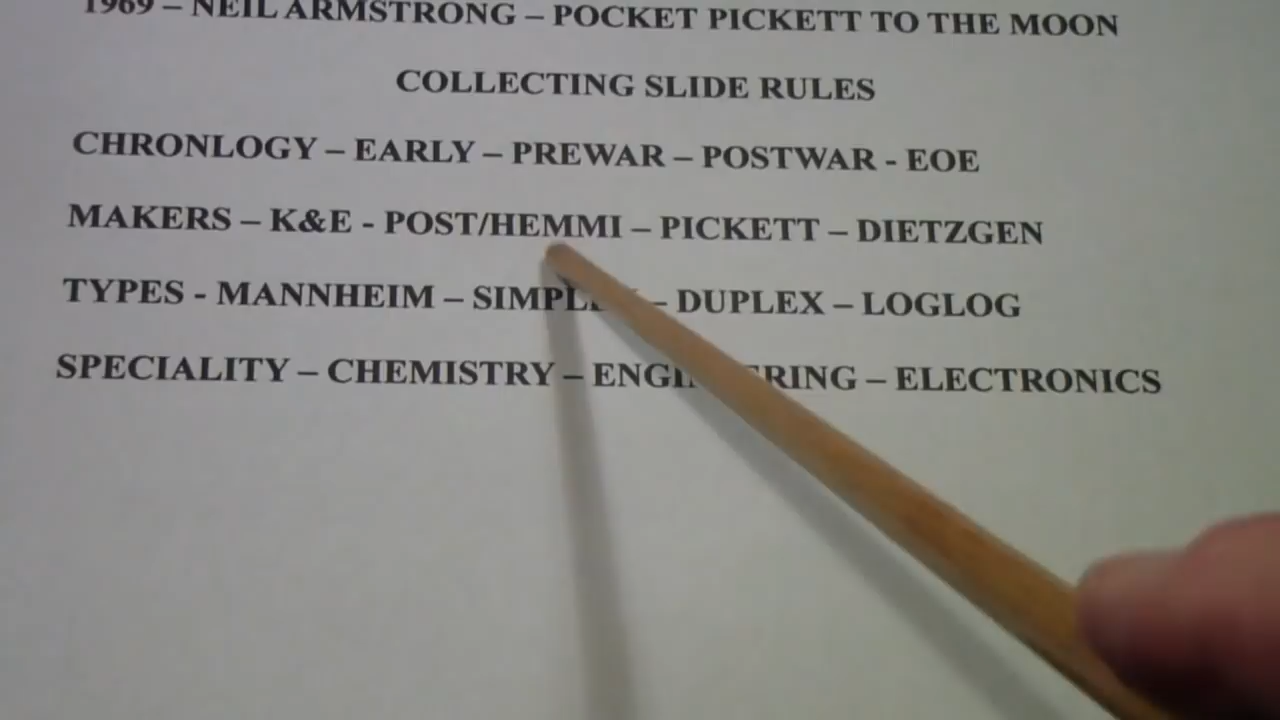 1969 – NEIL ARMSTRONG – POCKET PICKETT TO THE MOON
COLLECTING SLIDE RULES
CHRONLOGY – EARLY – PREWAR – POSTWAR - EOE
MAKERS – K&E - POST/HEMMI – PICKETT – DIETZGEN
TYPES - MANNHEIM – – DUPLEX – LOGLOG
SPECIALITY – CHEMISTRY – – ELECTRONICS